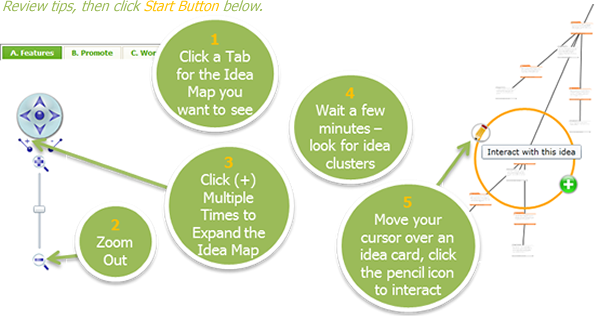 Review tips, then click Start Button below.
A. Features
B. Promote
C. Wor
1
Click a Tab
for the Idea
Map you
want to see
4
Wait a few
minutes –
look for idea
clusters
Interact with this idea
3
Click (+)
Multiple
Times to
Expand the
Idea Map
2
Zoom
Out
5
Move your
cursor over an
idea card, click
the pencil icon
to interact